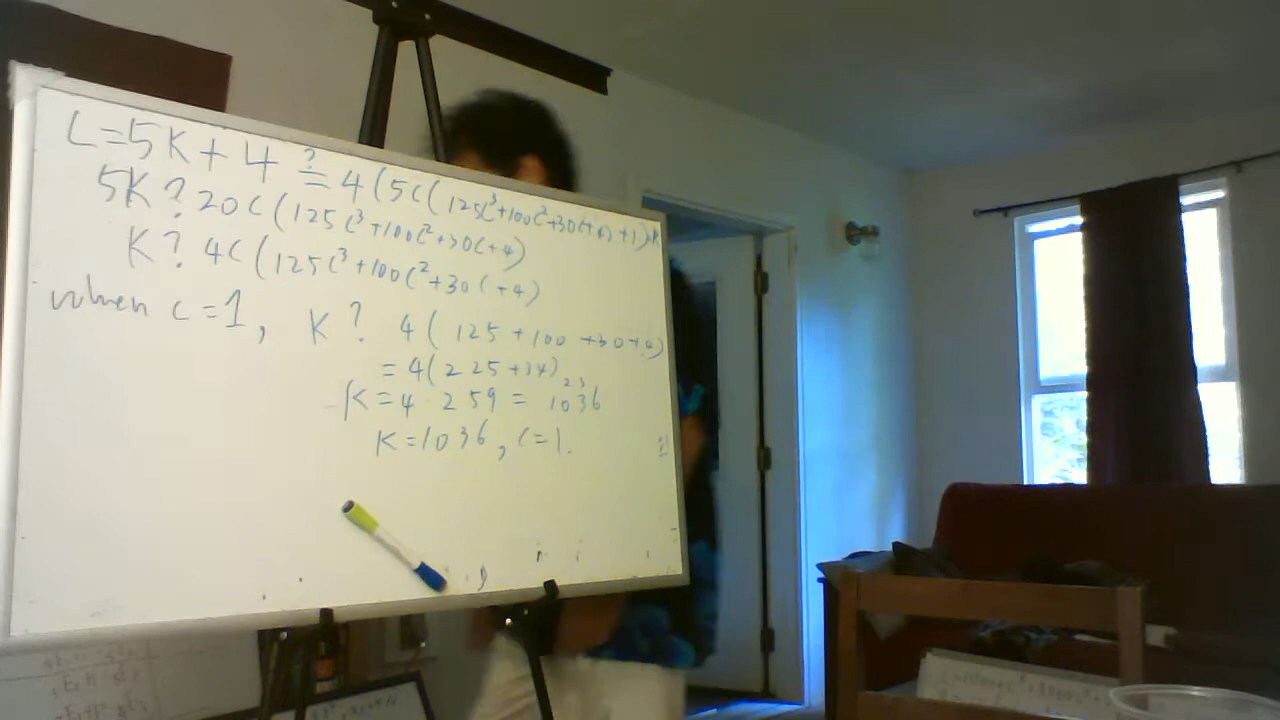 L=5K+4 ?= 4(5c(125c³+100c²+30c+4)+1)
5K ? 20c(125c³+100c²+30c+4)
K ? 4c(125c³+100c²+30c+4)
when c=1, K ? 4(125+100+30+4)
=4(225+34)
K=4·259=1036
K=1036, c=1.